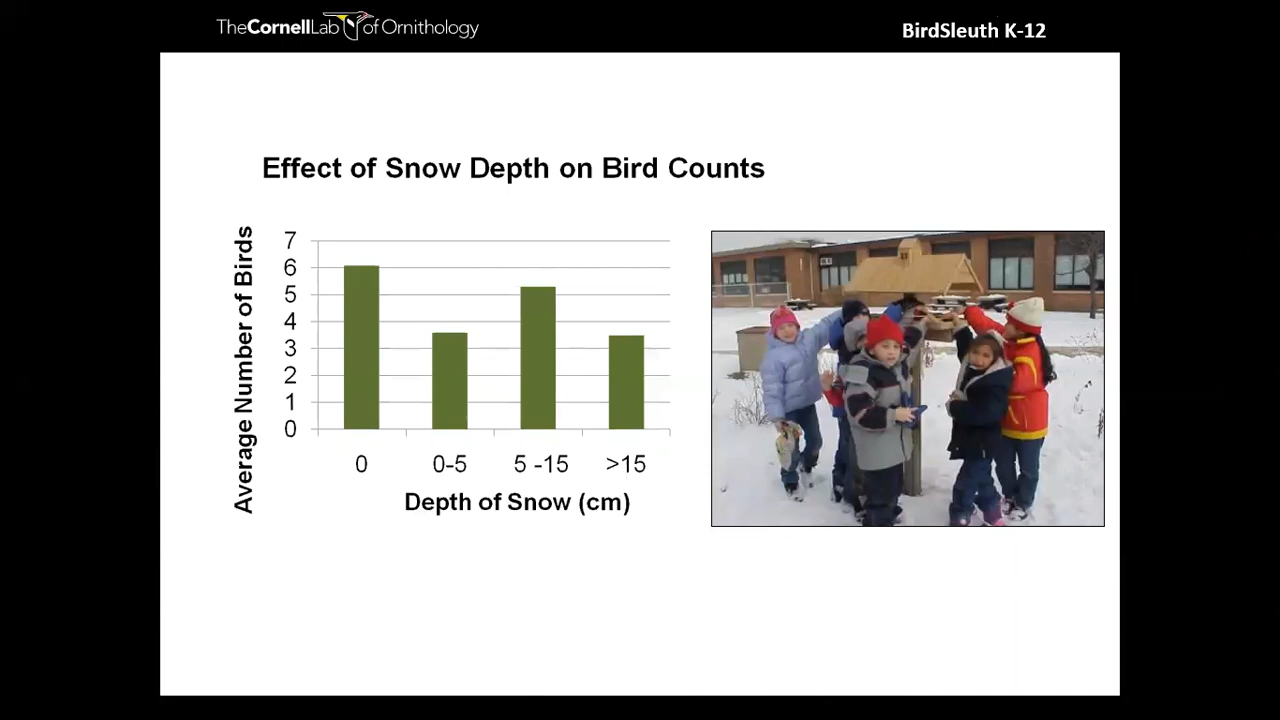 TheCornellLab of Ornithology
BirdSleuth K-12
Effect of Snow Depth on Bird Counts
Average Number of Birds
7
6
5
4
3
2
1
0
0
0-5
5 -15
>15
Depth of Snow (cm)